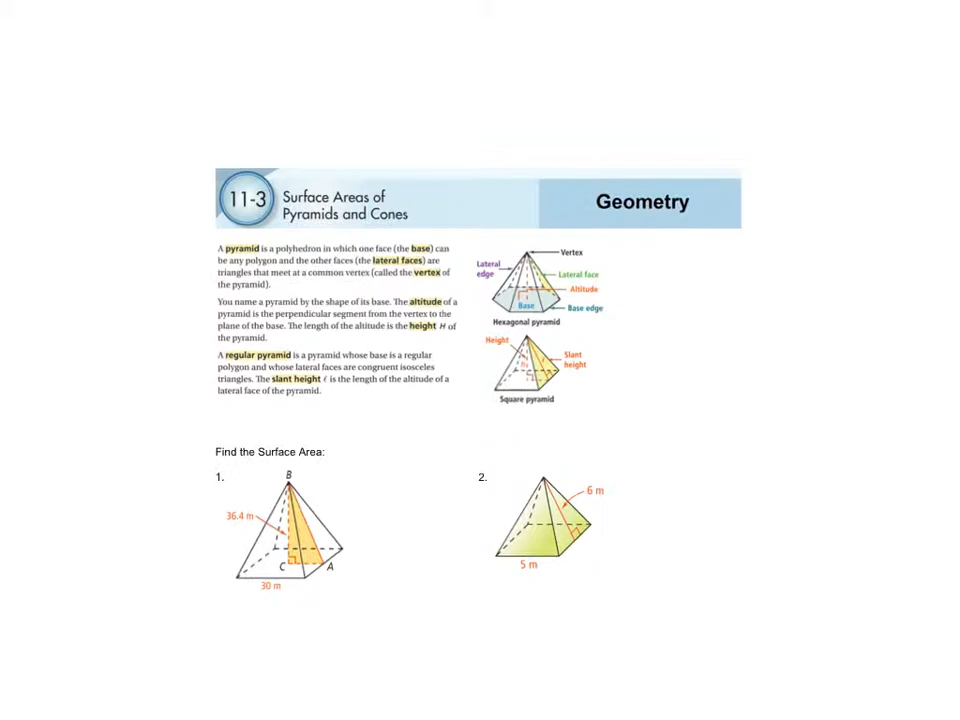 11-3
Surface Areas of
Pyramids and Cones
Geometry
A pyramid is a polyhedron in which one face (the base) can
be any polygon and the other faces (the lateral faces) are
triangles that meet at a common vertex (called the vertex of
the pyramid).
You name a pyramid by the shape of its base. The altitude of a
pyramid is the perpendicular segment from the vertex to the
plane of the base. The length of the altitude is the height H of
the pyramid.
A regular pyramid is a pyramid whose base is a regular
polygon and whose lateral faces are congruent isosceles
triangles. The slant height ℓ is the length of the altitude of a
lateral face of the pyramid.
Vertex
Lateral
edge
Lateral face
Altitude
Base
Base edge
Hexagonal pyramid
Height
Slant
height
Square pyramid
Find the Surface Area:
1.
B
36.4 m
C
A
30 m
2.
6 m
5 m